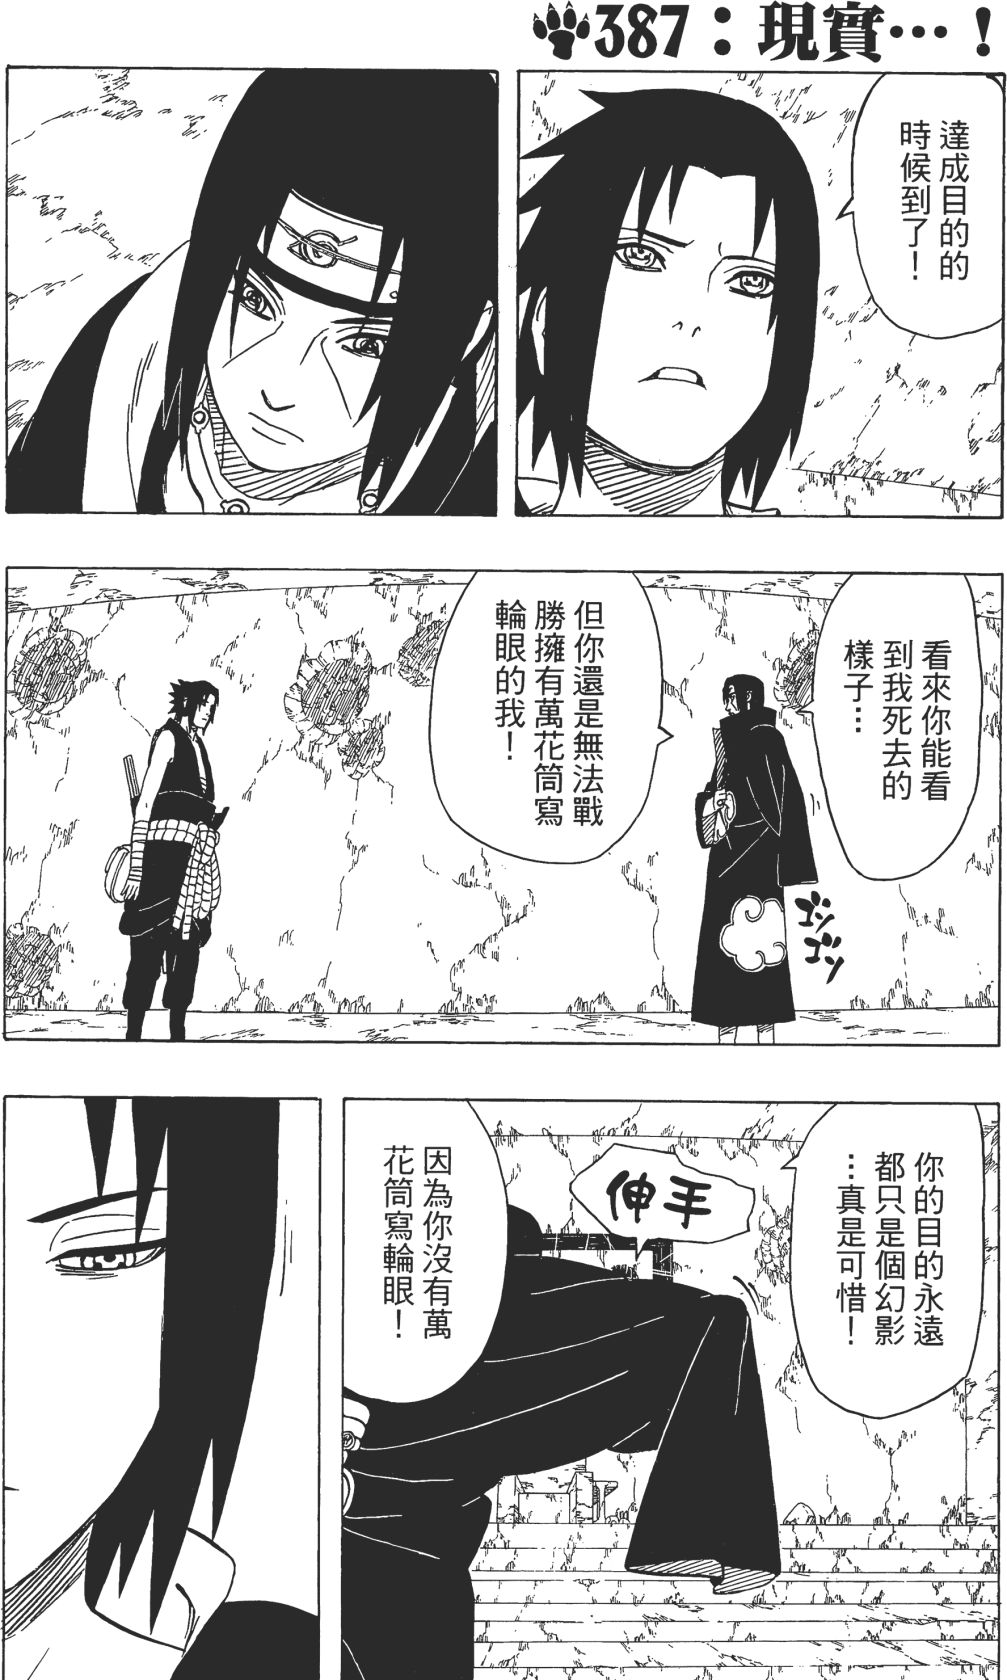 387：現實…！
達成目的的
時候到了！
看來你能看
到我死去的
樣子…
ゴソ
ゴソ
但你還是無法戰
勝擁有萬花筒寫
輪眼的我！
你的目的永遠
都只是個幻影
…真是可惜！
伸手
因為你沒有萬
花筒寫輪眼！